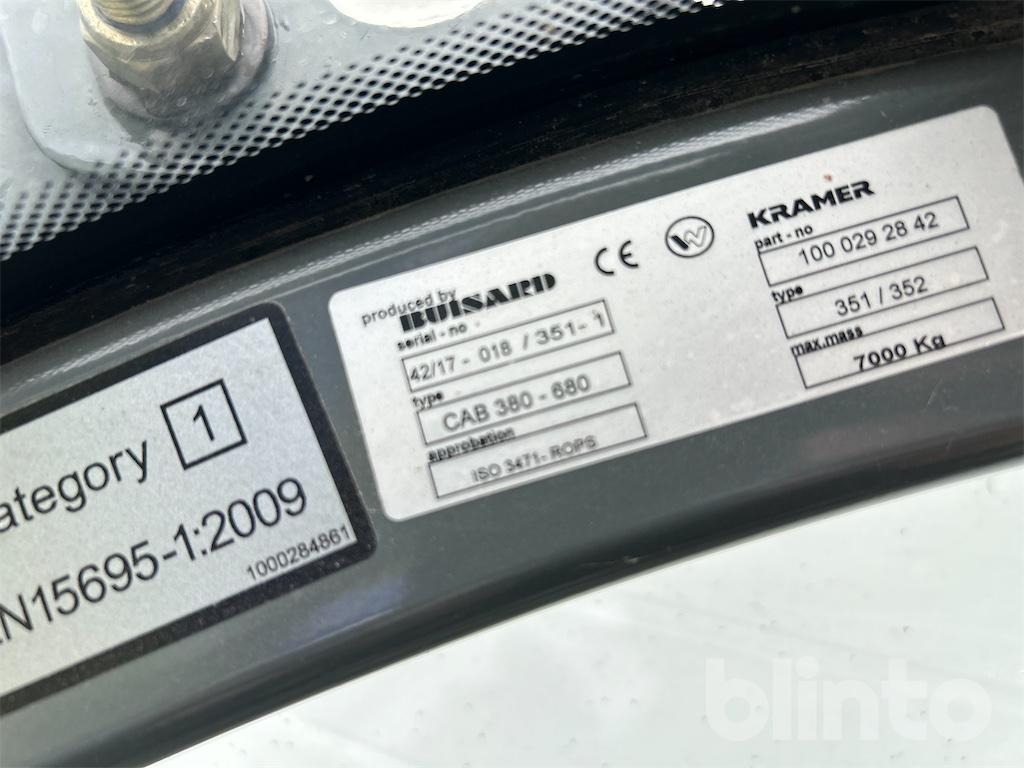 ategory 1
N15695-1:2009
1000284861
produced by
BUISARD
serial - no
42/17 - 018 / 351- 1
type
CAB 380 - 680
approbation
ISO 3471- ROPS
CE
KRAMER
part - no
100 029 28 42
type
351 / 352
max.mass
7000 Kg
blinto